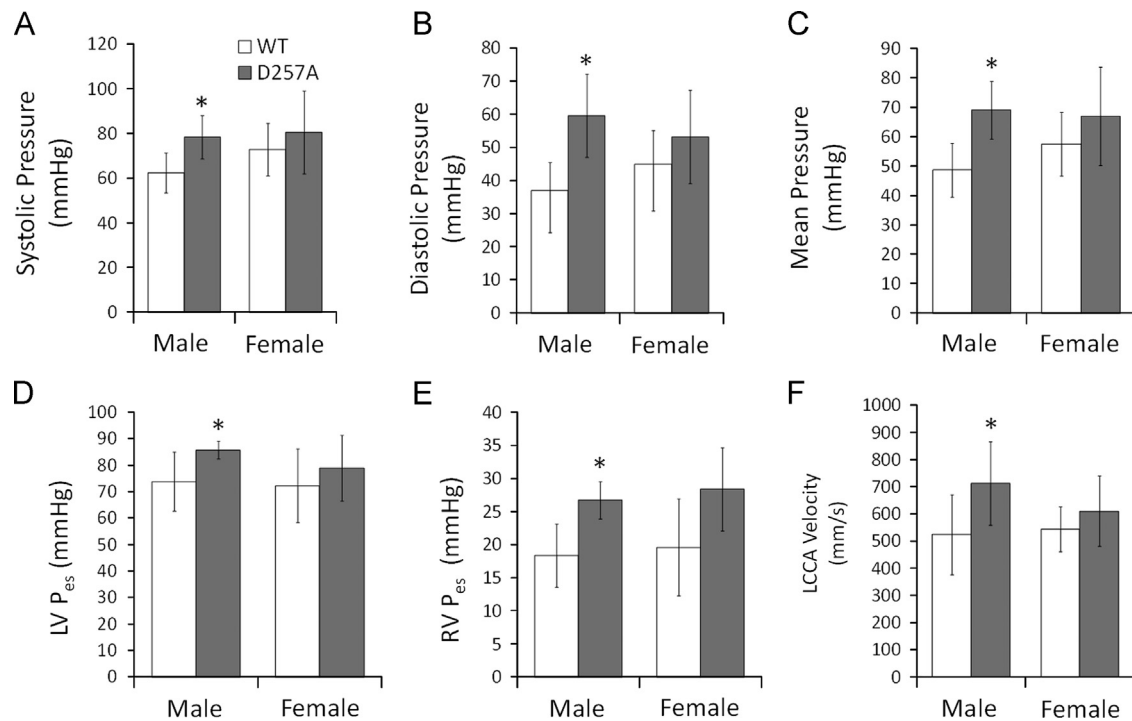 A
Systolic Pressure
(mmHg)
120
100
80
60
40
20
0
WT
D257A
*
Male Female
B
Diastolic Pressure
(mmHg)
80
70
60
50
40
30
20
10
0
*
Male Female
C
Mean Pressure
(mmHg)
90
80
70
60
50
40
30
20
10
0
*
Male Female
D
LV Pes (mmHg)
100
90
80
70
60
50
40
30
20
10
0
*
Male Female
E
RV Pes (mmHg)
40
35
30
25
20
15
10
5
0
*
Male Female
F
LCCA Velocity
(mm/s)
1000
900
800
700
600
500
400
300
200
100
0
*
Male Female